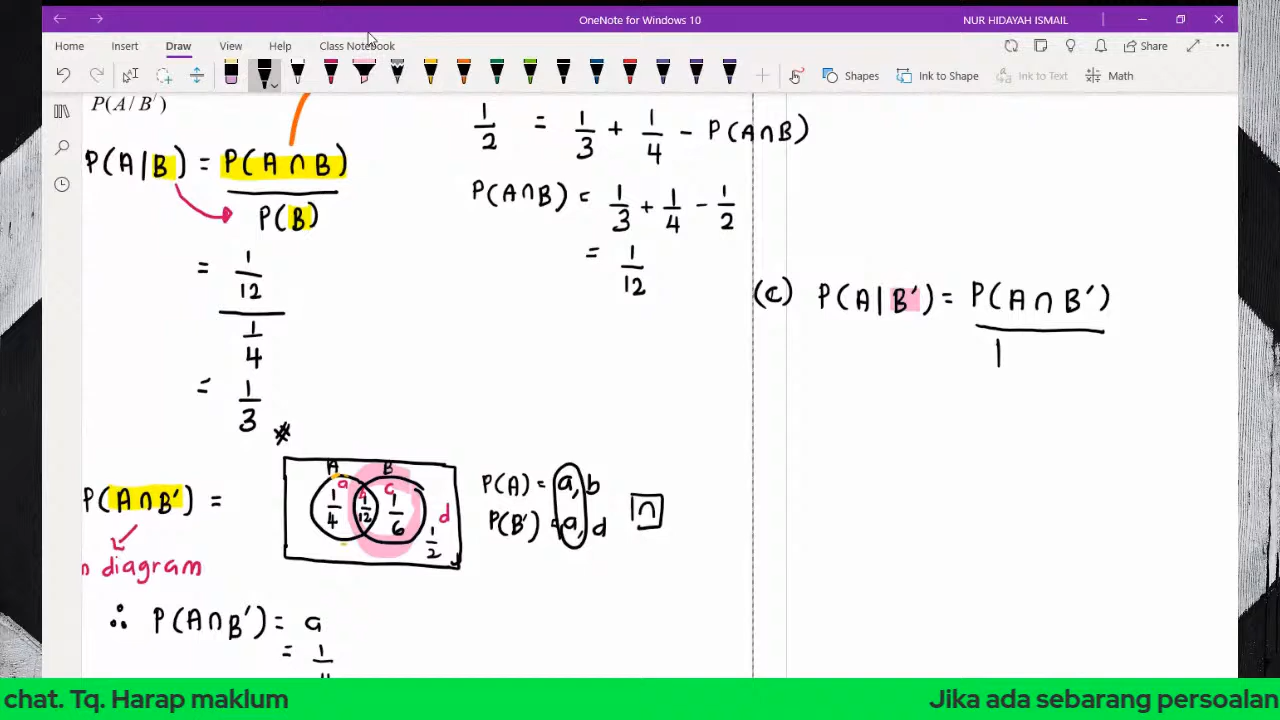 OneNote for Windows 10
NUR HIDAYAH ISMAIL
Home Insert Draw View Help Class Notebook
Share
Shapes Ink to Shape Ink to Text Math
P(A/B')
P(A|B) = P(A∩B)
P(B)
= 1/12
1/4
= 1/3 *
1/2 = 1/3 + 1/4 - P(A∩B)
P(A∩B) = 1/3 + 1/4 - 1/2
= 1/12
P(A∩B') =
n diagram
A B
a c
1/4 1/12 1/6 d
1/2
P(A) = a, b
P(B') = a, d
∩
∴ P(A∩B') = a
(c) P(A|B') = P(A∩B')
chat. Tq. Harap maklum
Jika ada sebarang persoalan